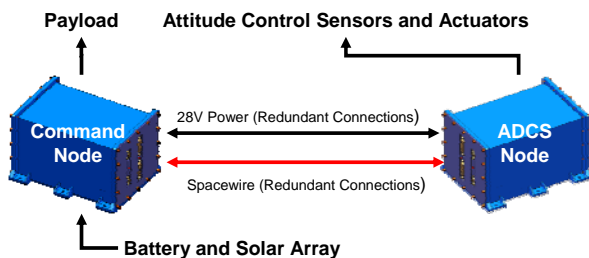 Payload
Attitude Control Sensors and Actuators
Command
Node
28V Power (Redundant Connections)
ADCS
Node
Spacewire (Redundant Connections)
Battery and Solar Array